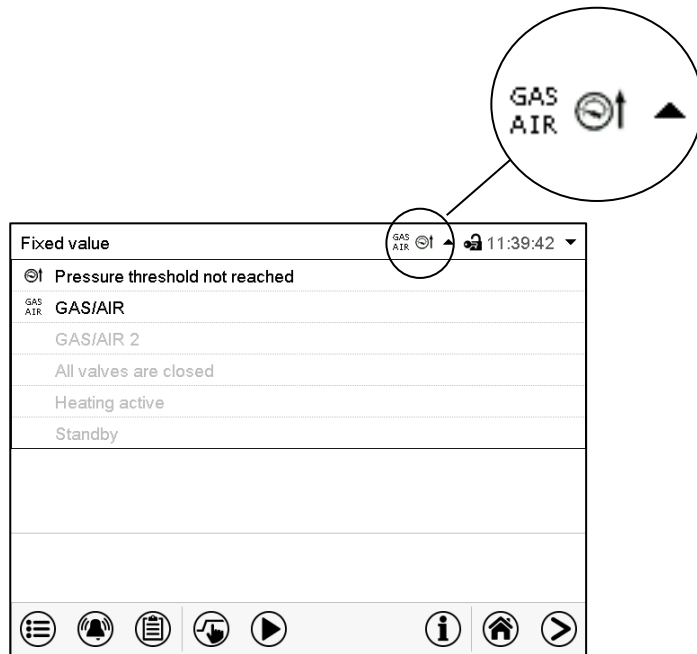 GAS
AIR
Fixed value GAS AIR 11:39:42
Pressure threshold not reached
GAS AIR GAS/AIR
GAS/AIR 2
All valves are closed
Heating active
Standby